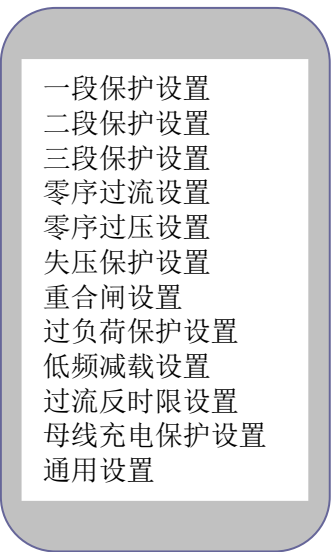 一段保护设置
二段保护设置
三段保护设置
零序过流设置
零序过压设置
失压保护设置
重合闸设置
过负荷保护设置
低频减载设置
过流反时限设置
母线充电保护设置
通用设置